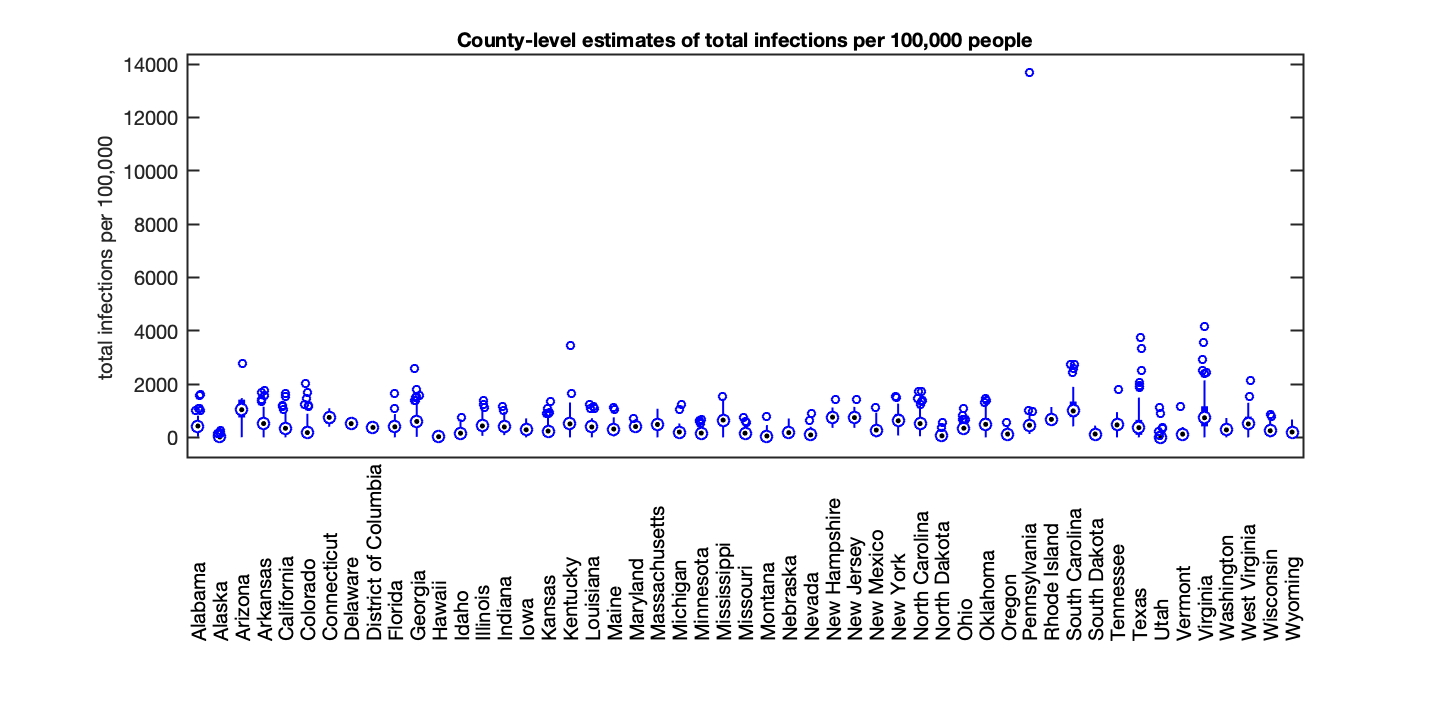 County-level estimates of total infections per 100,000 people
total infections per 100,000
14000
12000
10000
8000
6000
4000
2000
0
Alabama
Alaska
Arizona
Arkansas
California
Colorado
Connecticut
Delaware
District of Columbia
Florida
Georgia
Hawaii
Idaho
Illinois
Indiana
Iowa
Kansas
Kentucky
Louisiana
Maine
Maryland
Massachusetts
Michigan
Minnesota
Mississippi
Missouri
Montana
Nebraska
Nevada
New Hampshire
New Jersey
New Mexico
New York
North Carolina
North Dakota
Ohio
Oklahoma
Oregon
Pennsylvania
Rhode Island
South Carolina
South Dakota
Tennessee
Texas
Utah
Vermont
Virginia
Washington
West Virginia
Wisconsin
Wyoming